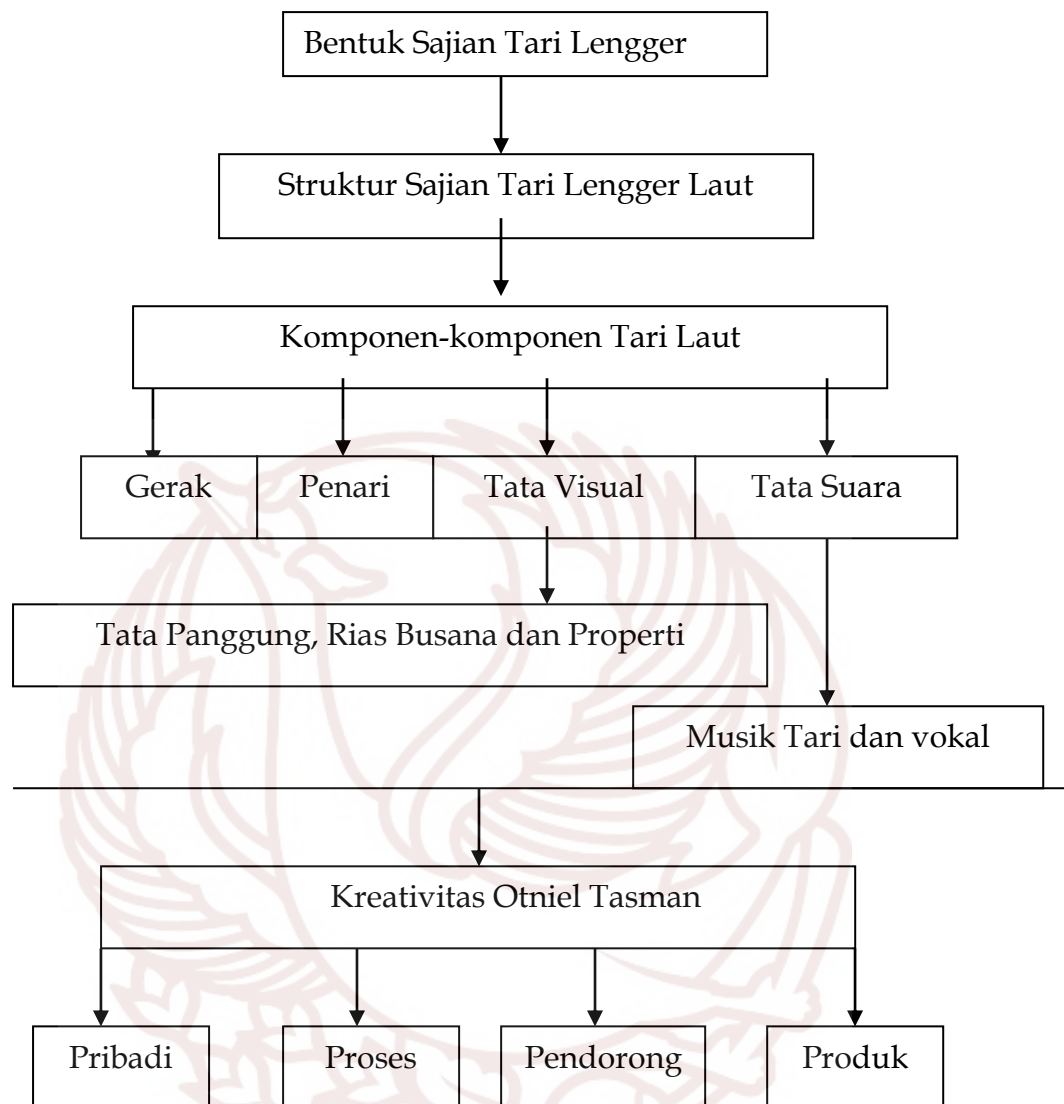 Bentuk Sajian Tari Lengger
Struktur Sajian Tari Lengger Laut
Komponen-komponen Tari Laut
Gerak
Penari
Tata Visual
Tata Suara
Tata Panggung, Rias Busana dan Properti
Musik Tari dan vokal
Kreativitas Otniel Tasman
Pribadi
Proses
Pendorong
Produk